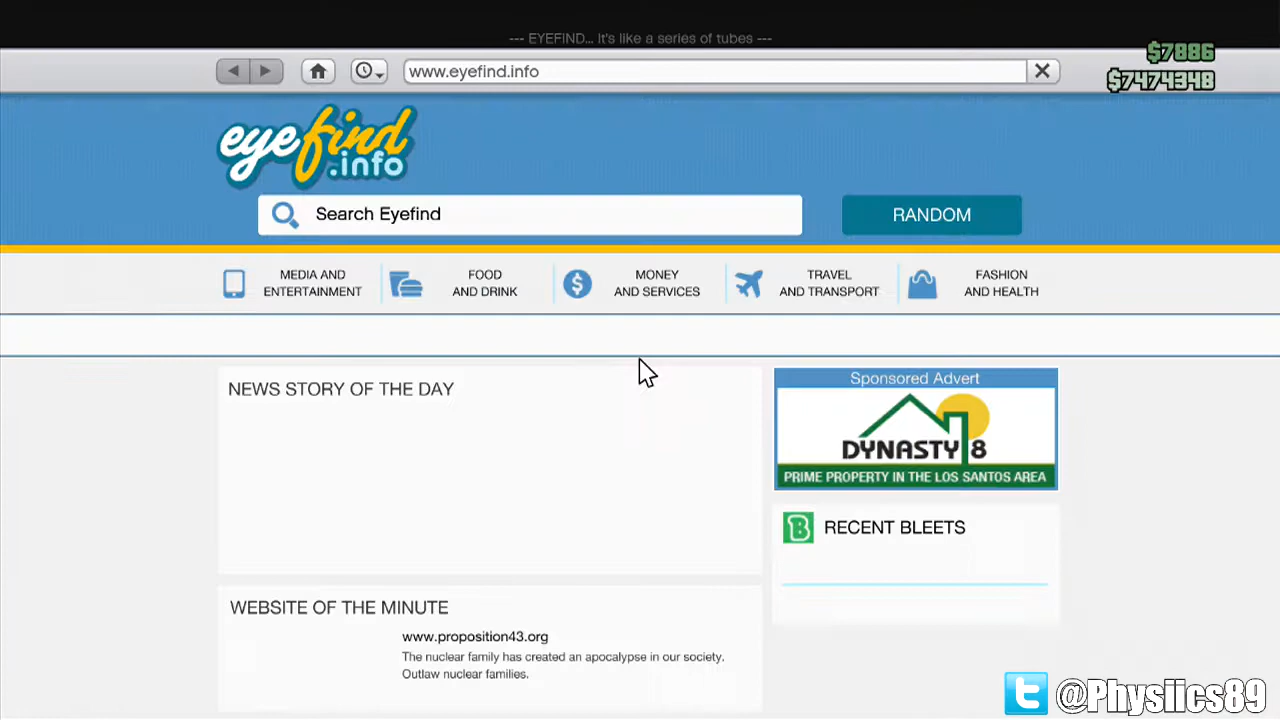 --- EYEFIND... It's like a series of tubes ---
www.eyefind.info
$7886
$7474348
eyefind
.info
Search Eyefind
RANDOM
MEDIA AND
ENTERTAINMENT
FOOD
AND DRINK
MONEY
AND SERVICES
TRAVEL
AND TRANSPORT
FASHION
AND HEALTH
NEWS STORY OF THE DAY
Sponsored Advert
DYNASTY 8
PRIME PROPERTY IN THE LOS SANTOS AREA
B
RECENT BLEETS
WEBSITE OF THE MINUTE
www.proposition43.org
The nuclear family has created an apocalypse in our society.
Outlaw nuclear families.
@Physiics89